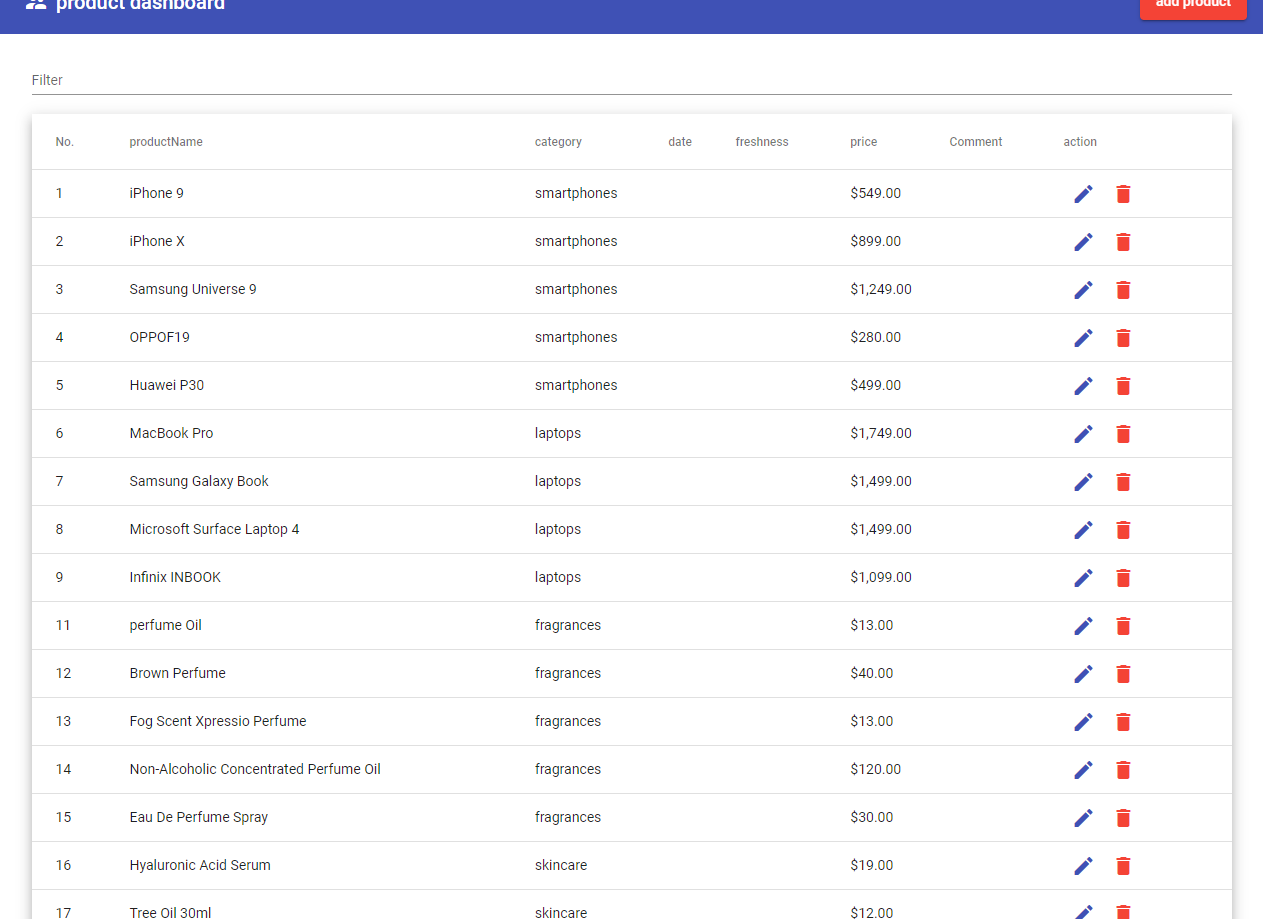 product dashboard
add product
Filter
No. productName category date freshness price Comment action
1 iPhone 9 smartphones $549.00
2 iPhone X smartphones $899.00
3 Samsung Universe 9 smartphones $1,249.00
4 OPPOF19 smartphones $280.00
5 Huawei P30 smartphones $499.00
6 MacBook Pro laptops $1,749.00
7 Samsung Galaxy Book laptops $1,499.00
8 Microsoft Surface Laptop 4 laptops $1,499.00
9 Infinix INBOOK laptops $1,099.00
11 perfume Oil fragrances $13.00
12 Brown Perfume fragrances $40.00
13 Fog Scent Xpressio Perfume fragrances $13.00
14 Non-Alcoholic Concentrated Perfume Oil fragrances $120.00
15 Eau De Perfume Spray fragrances $30.00
16 Hyaluronic Acid Serum skincare $19.00
17 Tree Oil 30ml skincare $12.00